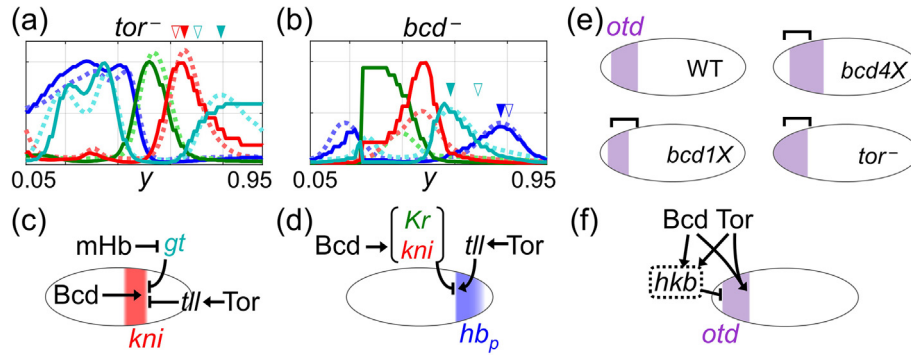 (a) tor⁻
0.05 y 0.95
(b) bcd⁻
0.05 y 0.95
(c)
mHb gt
Bcd tll Tor
kni
(d)
Bcd Kr kni tll Tor
hbₚ
(e)
otd
WT
bcd4X
bcd1X
tor⁻
(f)
Bcd Tor
hkb
otd